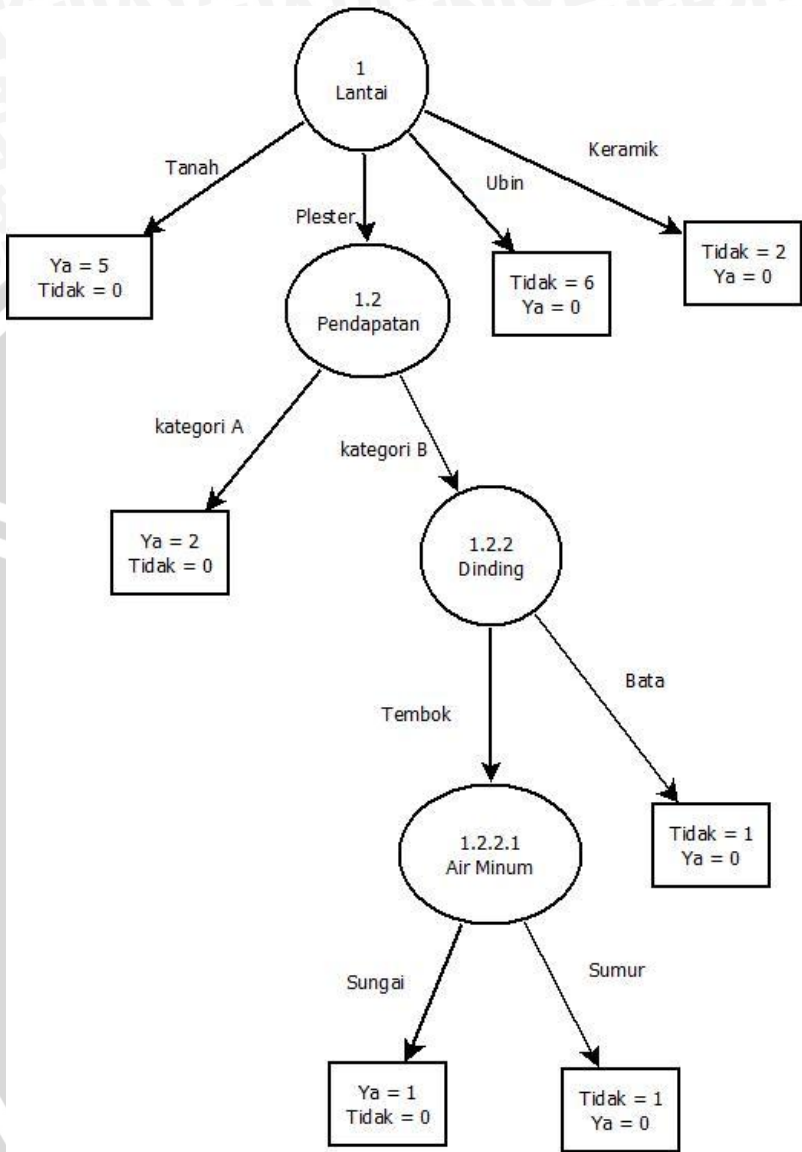 1
Lantai
Tanah
Plester
Ubin
Keramik
Ya = 5
Tidak = 0
1.2
Pendapatan
Tidak = 6
Ya = 0
Tidak = 2
Ya = 0
kategori A
kategori B
Ya = 2
Tidak = 0
1.2.2
Dinding
Tembok
Bata
1.2.2.1
Air Minum
Tidak = 1
Ya = 0
Sungai
Sumur
Ya = 1
Tidak = 0
Tidak = 1
Ya = 0